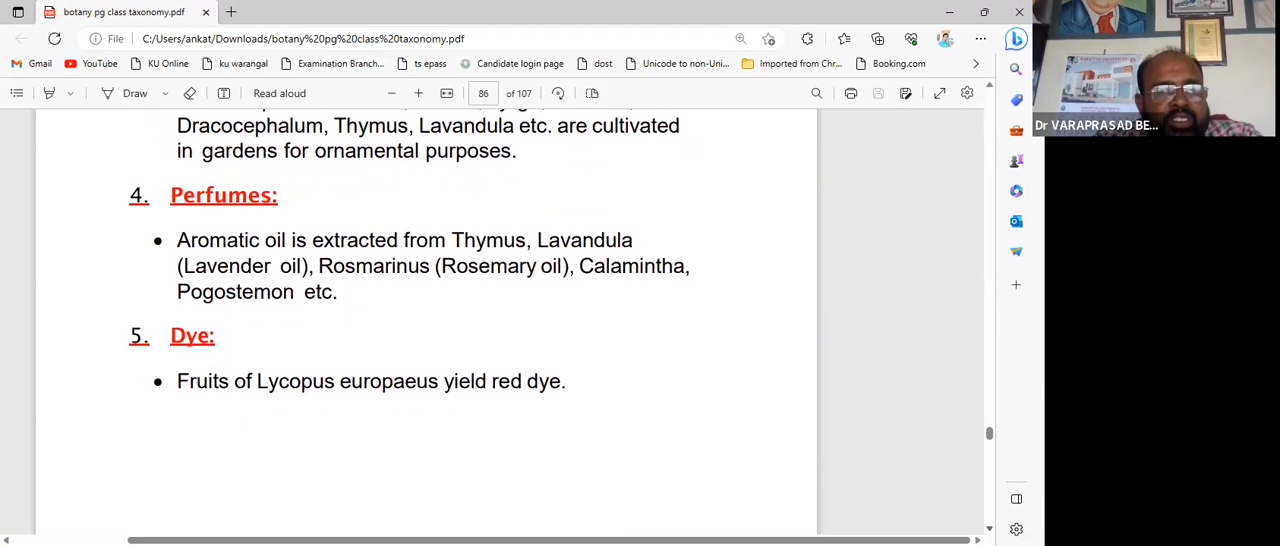 botany pg class taxonomy.pdf
File
C:/Users/ankat/Downloads/botany%20pg%20class%20taxonomy.pdf
Gmail YouTube KU Online ku warangal Examination Branch... ts epass Candidate login page dost Unicode to non-Uni... Imported from Chr... Booking.com
Draw Read aloud 86 of 107
Dracocephalum, Thymus, Lavandula etc. are cultivated
in gardens for ornamental purposes.
4. Perfumes:
• Aromatic oil is extracted from Thymus, Lavandula
(Lavender oil), Rosmarinus (Rosemary oil), Calamintha,
Pogostemon etc.
5. Dye:
• Fruits of Lycopus europaeus yield red dye.
Dr VARAPRASAD BE...